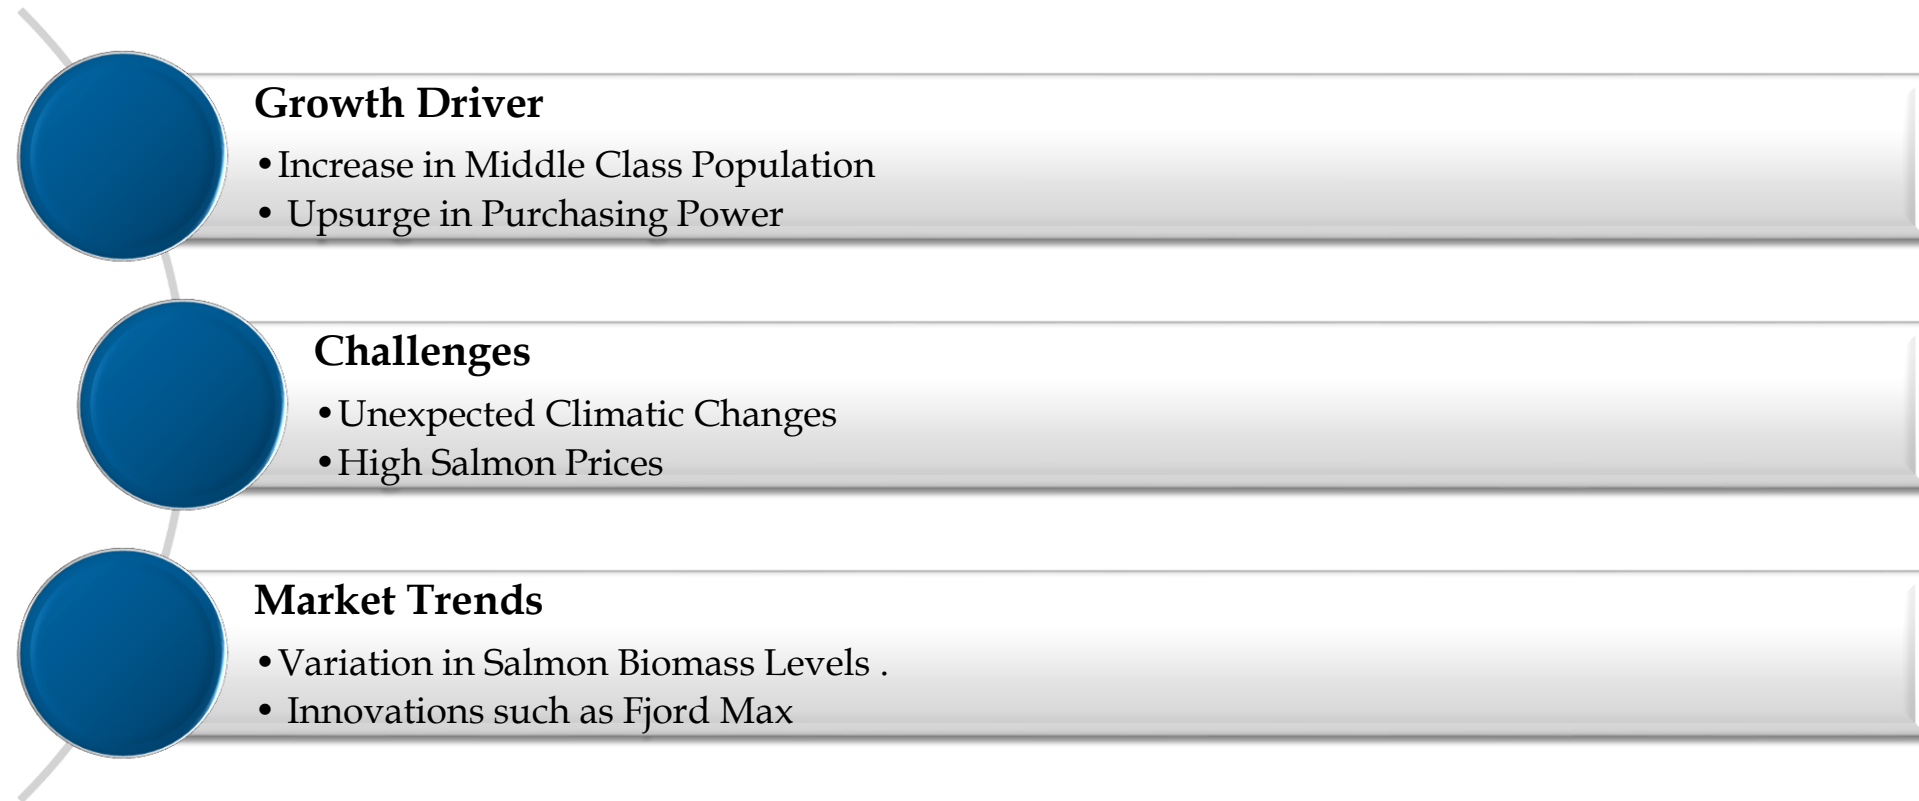 Growth Driver
•Increase in Middle Class Population
• Upsurge in Purchasing Power
Challenges
•Unexpected Climatic Changes
•High Salmon Prices
Market Trends
•Variation in Salmon Biomass Levels .
• Innovations such as Fjord Max